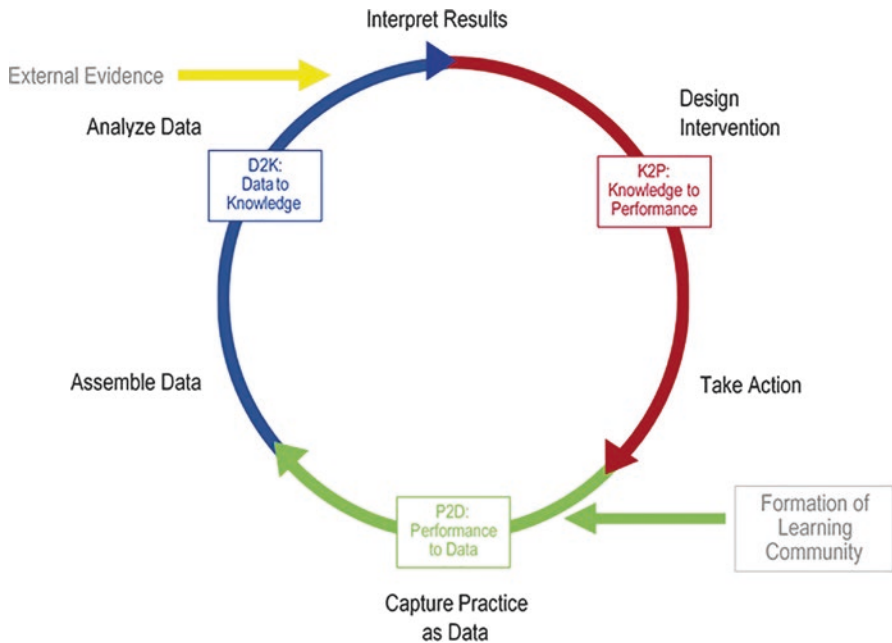 Interpret Results
External Evidence
Analyze Data
Design
Intervention
D2K:
Data to
Knowledge
K2P:
Knowledge to
Performance
Assemble Data
Take Action
P2D:
Performance
to Data
Formation of
Learning
Community
Capture Practice
as Data